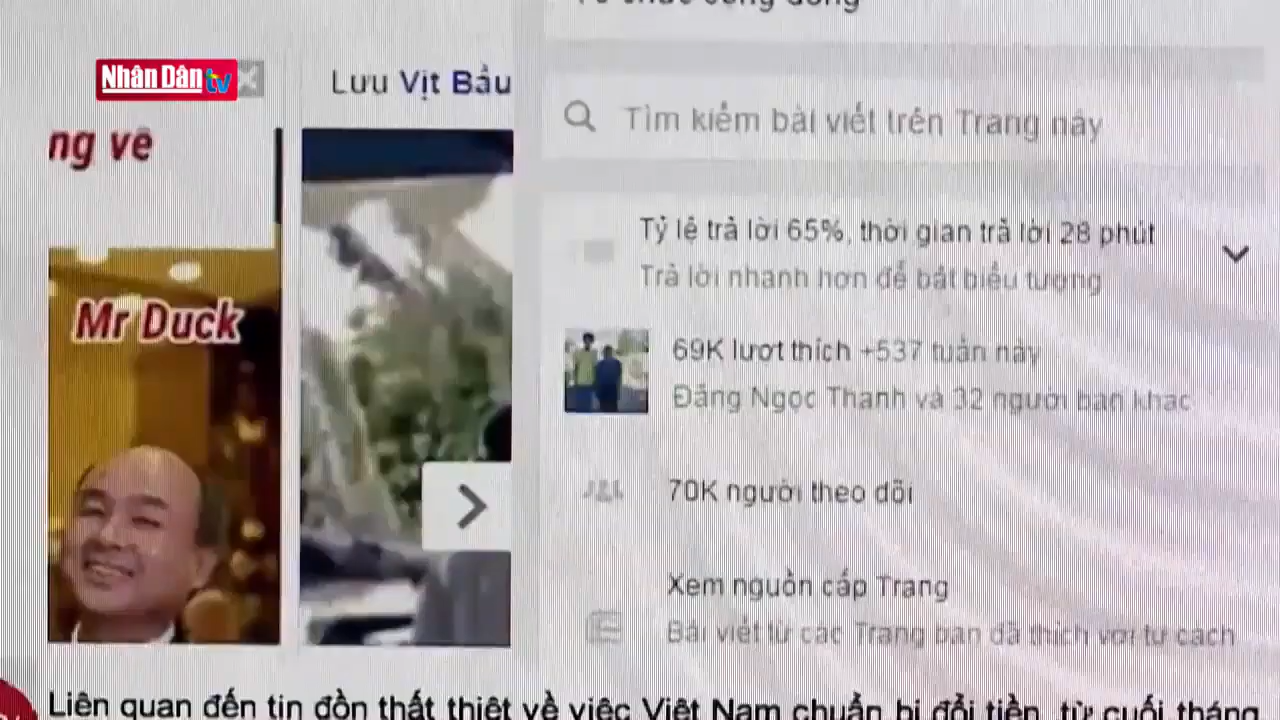 Nhân Dân tv
ng về
Mr Duck
Lưu Vịt Bầu
Tìm kiếm bài viết trên Trang này
Tỷ lệ trả lời 65%, thời gian trả lời 28 phút
Trả lời nhanh hơn để bật biểu tượng
69K lượt thích +537 tuần này
Đặng Ngọc Thanh và 32 người bạn khác
70K người theo dõi
Xem nguồn cấp Trang
Bài viết từ các Trang bạn đã thích với tư cách
Liên quan đến tin đồn thất thiệt về việc Việt Nam chuẩn bị đổi tiền, từ cuối tháng